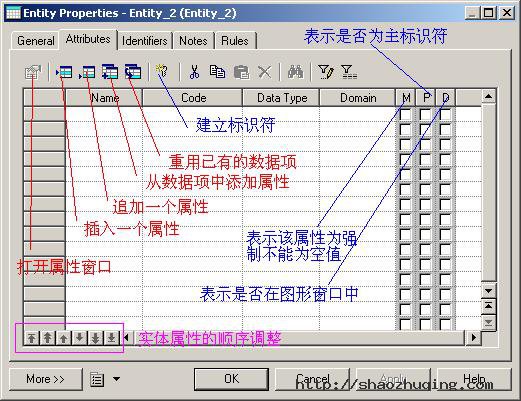 Entity Properties - Entity_2 (Entity_2)
General Attributes Identifiers Notes Rules
表示是否为主标识符
Name Code Data Type Domain M P D
建立标识符
重用已有的数据项
从数据项中添加属性
追加一个属性
插入一个属性
表示该属性为强
制不能为空值
打开属性窗口
表示是否在图形窗口中
实体属性的顺序调整
More >> OK Cancel Apply Help
http://shaozhuqing.com